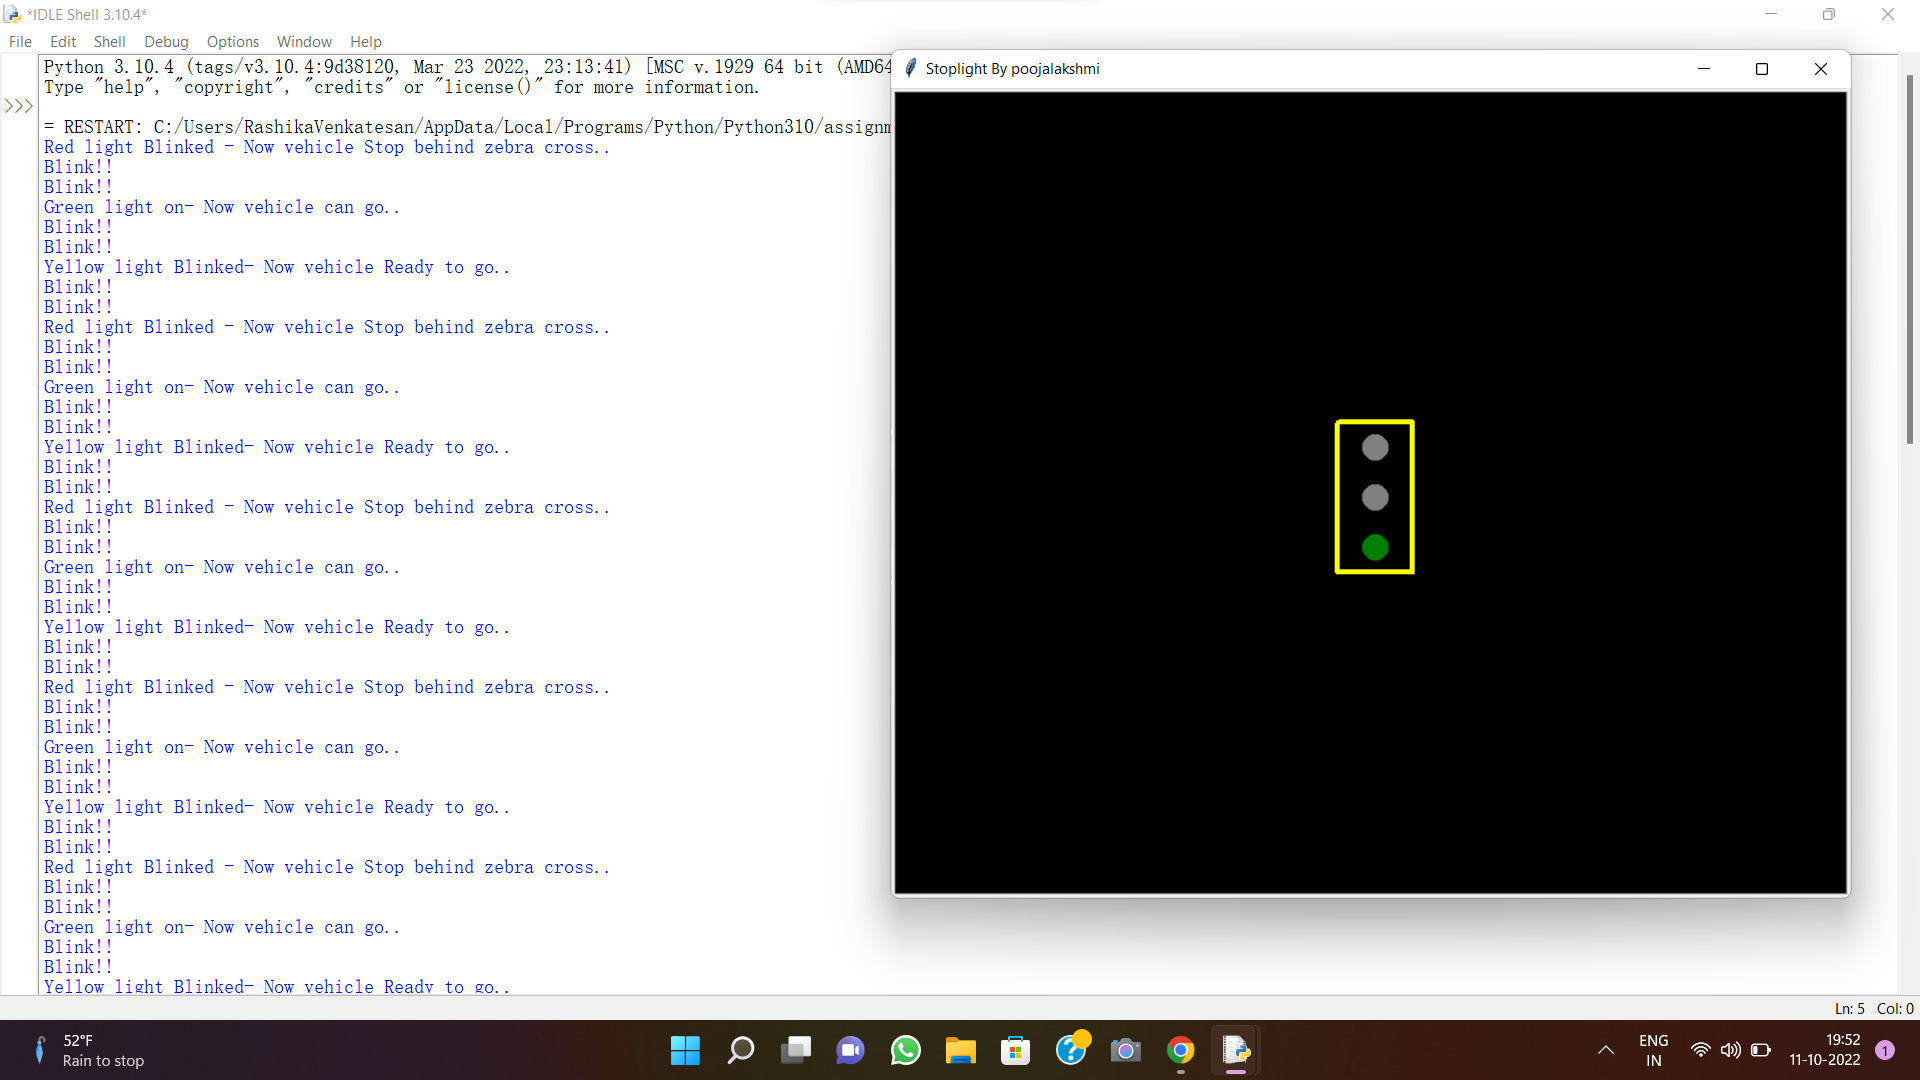 *IDLE Shell 3.10.4*
File Edit Shell Debug Options Window Help
Python 3.10.4 (tags/v3.10.4:9d38120, Mar 23 2022, 23:13:41) [MSC v.1929 64 bit (AMD64
Type "help", "copyright", "credits" or "license()" for more information.
>>>
= RESTART: C:/Users/RashikaVenkatesan/AppData/Local/Programs/Python/Python310/assignm
Red light Blinked - Now vehicle Stop behind zebra cross..
Blink!!
Blink!!
Green light on- Now vehicle can go..
Blink!!
Blink!!
Yellow light Blinked- Now vehicle Ready to go..
Blink!!
Blink!!
Red light Blinked - Now vehicle Stop behind zebra cross..
Blink!!
Blink!!
Green light on- Now vehicle can go..
Blink!!
Blink!!
Yellow light Blinked- Now vehicle Ready to go..
Blink!!
Blink!!
Red light Blinked - Now vehicle Stop behind zebra cross..
Blink!!
Blink!!
Green light on- Now vehicle can go..
Blink!!
Blink!!
Yellow light Blinked- Now vehicle Ready to go..
Blink!!
Blink!!
Red light Blinked - Now vehicle Stop behind zebra cross..
Blink!!
Blink!!
Green light on- Now vehicle can go..
Blink!!
Blink!!
Yellow light Blinked- Now vehicle Ready to go..
Blink!!
Blink!!
Red light Blinked - Now vehicle Stop behind zebra cross..
Blink!!
Blink!!
Green light on- Now vehicle can go..
Blink!!
Blink!!
Yellow light Blinked- Now vehicle Ready to go..
Stoplight By poojalakshmi
Ln: 5 Col: 0
52°F
Rain to stop
ENG
IN
19:52
11-10-2022
1